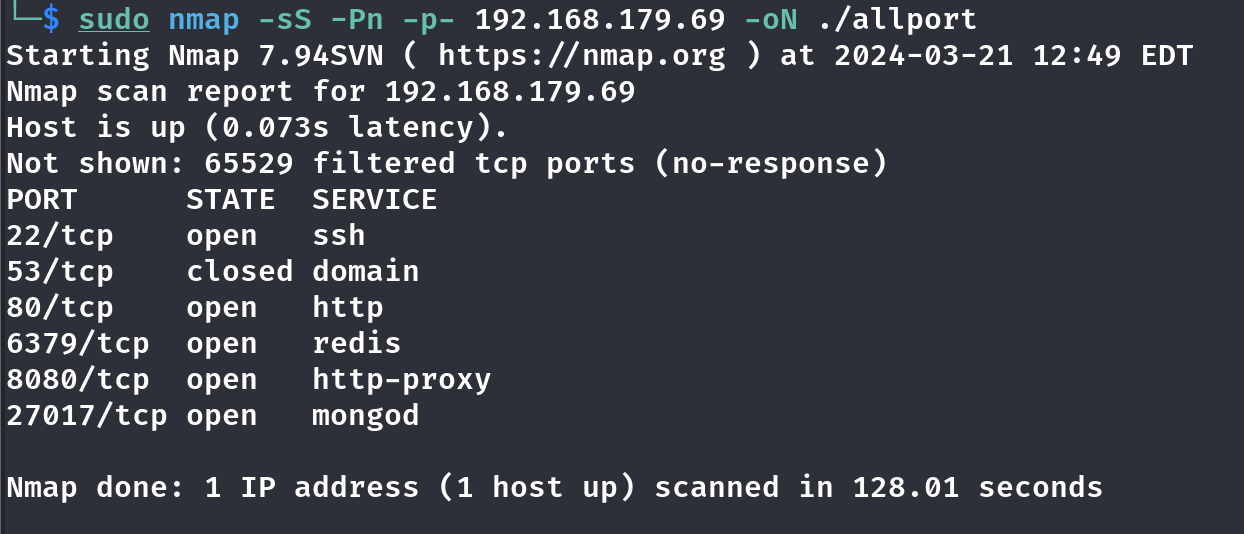 └─$ sudo nmap -sS -Pn -p- 192.168.179.69 -oN ./allport
Starting Nmap 7.94SVN ( https://nmap.org ) at 2024-03-21 12:49 EDT
Nmap scan report for 192.168.179.69
Host is up (0.073s latency).
Not shown: 65529 filtered tcp ports (no-response)
PORT      STATE  SERVICE
22/tcp    open   ssh
53/tcp    closed domain
80/tcp    open   http
6379/tcp  open   redis
8080/tcp  open   http-proxy
27017/tcp open   mongod
Nmap done: 1 IP address (1 host up) scanned in 128.01 seconds